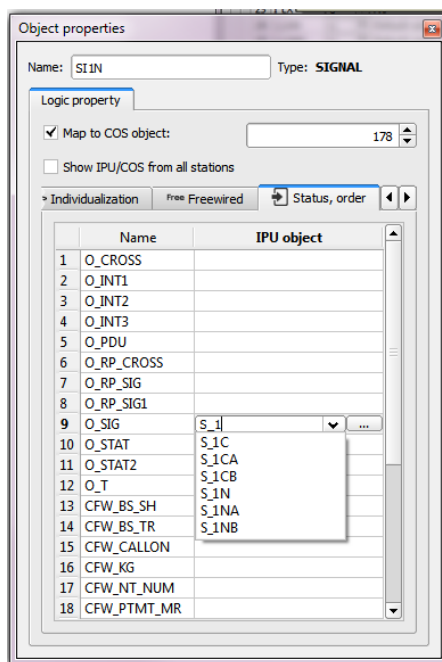 Object properties
Name: SI1N Type: SIGNAL
Logic property
Map to COS object: 178
Show IPU/COS from all stations
Individualization Free Freewired Status, order
Name IPU object
1 O_CROSS
2 O_INT1
3 O_INT2
4 O_INT3
5 O_PDU
6 O_RP_CROSS
7 O_RP_SIG
8 O_RP_SIG1
9 O_SIG S_1 ...
10 O_STAT S_1C
11 O_STAT2 S_1CA
S_1CB
12 O_T S_1N
13 CFW_BS_SH S_1NA
14 CFW_BS_TR S_1NB
15 CFW_CALLON
16 CFW_KG
17 CFW_NT_NUM
18 CFW_PTMT_MR